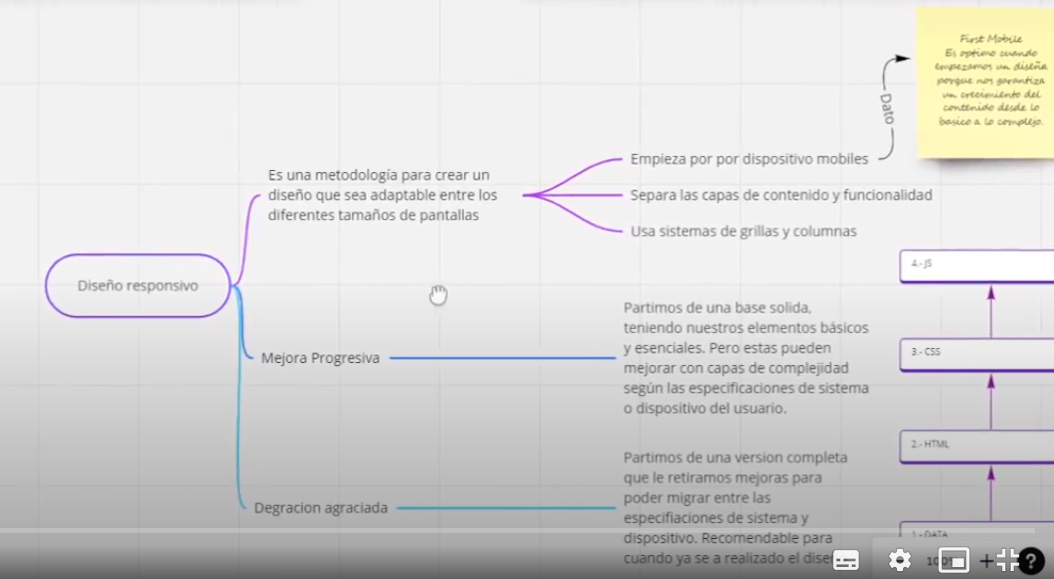 First Mobile
Es optimo cuando
empezamos un diseña
porque nos garantiza
un crecimiento del
contenido desde lo
basico a lo complejo.
Dato
Es una metodología para crear un
diseño que sea adaptable entre los
diferentes tamaños de pantallas
Empieza por por dispositivo mobiles
Separa las capas de contenido y funcionalidad
Usa sistemas de grillas y columnas
Diseño responsivo
Mejora Progresiva
Partimos de una base solida,
teniendo nuestros elementos básicos
y esenciales. Pero estas pueden
mejorar con capas de complejidad
según las especificaciones de sistema
o dispositivo del usuario.
Degracion agraciada
Partimos de una version completa
que le retiramos mejoras para
poder migrar entre las
especifiaciones de sistema y
dispositivo. Recomendable para
cuando ya se a realizado el
4.- JS
3.- CSS
2.- HTML
1.- DATA
?